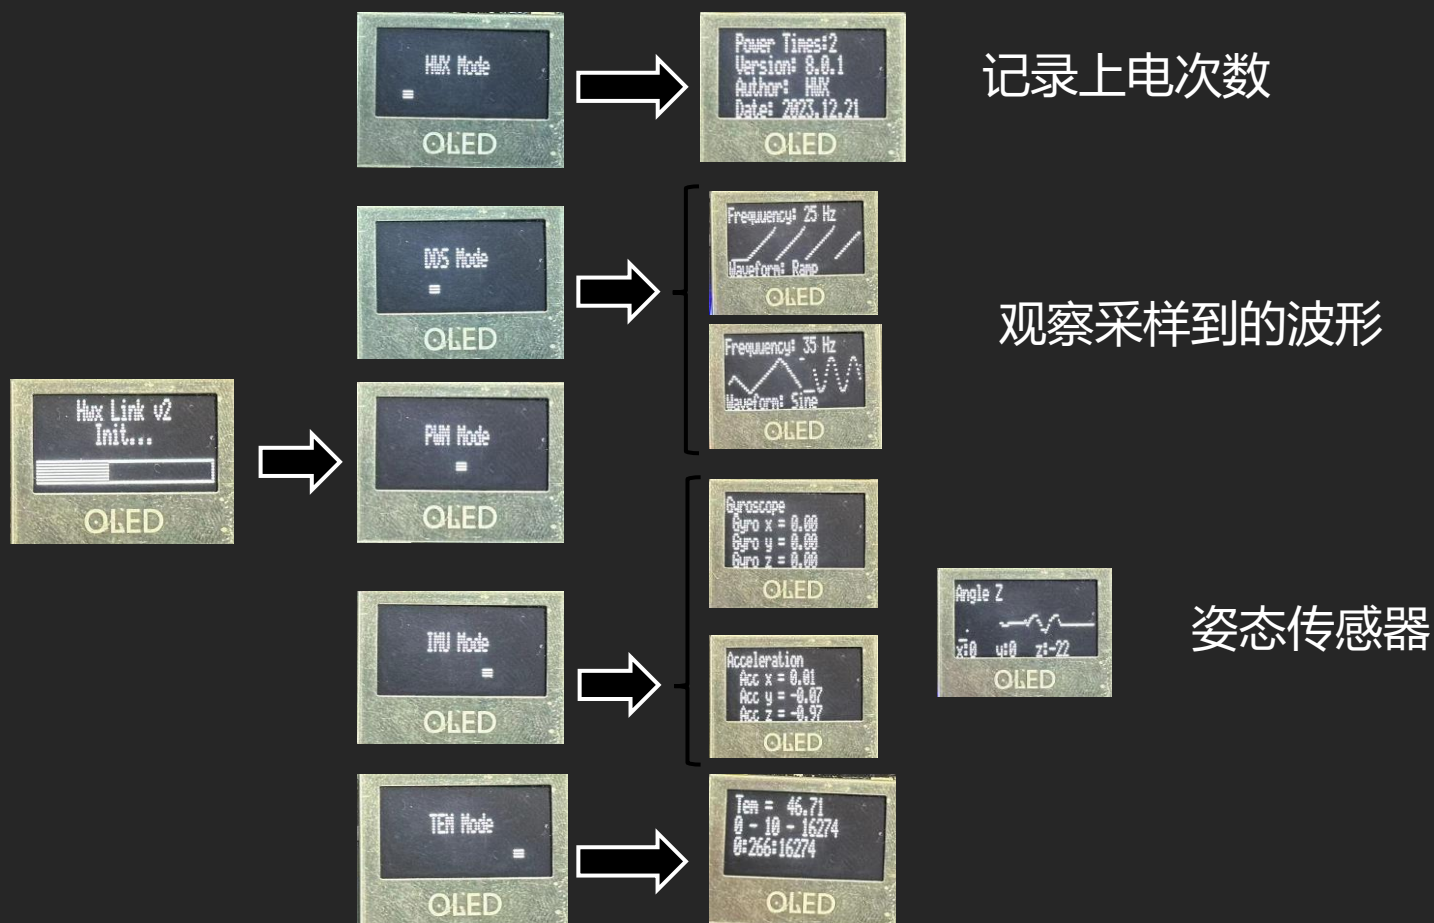 HWX Mode
OLED
Power Times:2
Version: 8.0.1
Author: HWX
Date: 2023.12.21
OLED
记录上电次数
DDS Mode
OLED
Frequuency: 25 Hz
Waveform: Ramp
OLED
Frequuency: 35 Hz
Waveform: Sine
OLED
观察采样到的波形
Hwx Link v2
Init...
OLED
PWM Mode
OLED
IMU Mode
OLED
Gyroscope
Gyro x = 0.00
Gyro y = 0.00
Gyro z = 0.00
OLED
Acceleration
Acc x = 0.01
Acc y = -0.07
Acc z = -0.97
OLED
Angle Z
x:0 y:0 z:-22
OLED
姿态传感器
TEM Mode
OLED
Tem = 46.71
0 - 10 - 16274
0:266:16274
OLED